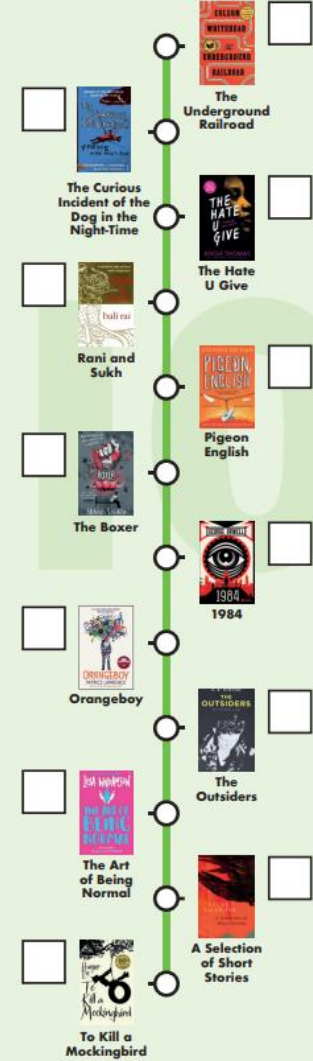 COLSON
WHITEHEAD
UNDERGROUND
RAILROAD
The
Underground
Railroad
The Curious
Incident of the
Dog in the
Night-Time
THE
HATE
U
GIVE
ANGIE THOMAS
The Hate
U Give
bali rai
Rani and
Sukh
PIGEON
ENGLISH
Pigeon
English
The Boxer
GEORGE ORWELL
1984
1984
ORANGEBOY
PATRICE LAWRENCE
Orangeboy
THE
OUTSIDERS
The
Outsiders
LISA WILLIAMSON
THE ART OF
BEING
NORMAL
The Art
of Being
Normal
A Selection
of Short
Stories
Harper
Lee
To
Kill a
Mockingbird
To Kill a
Mockingbird
10